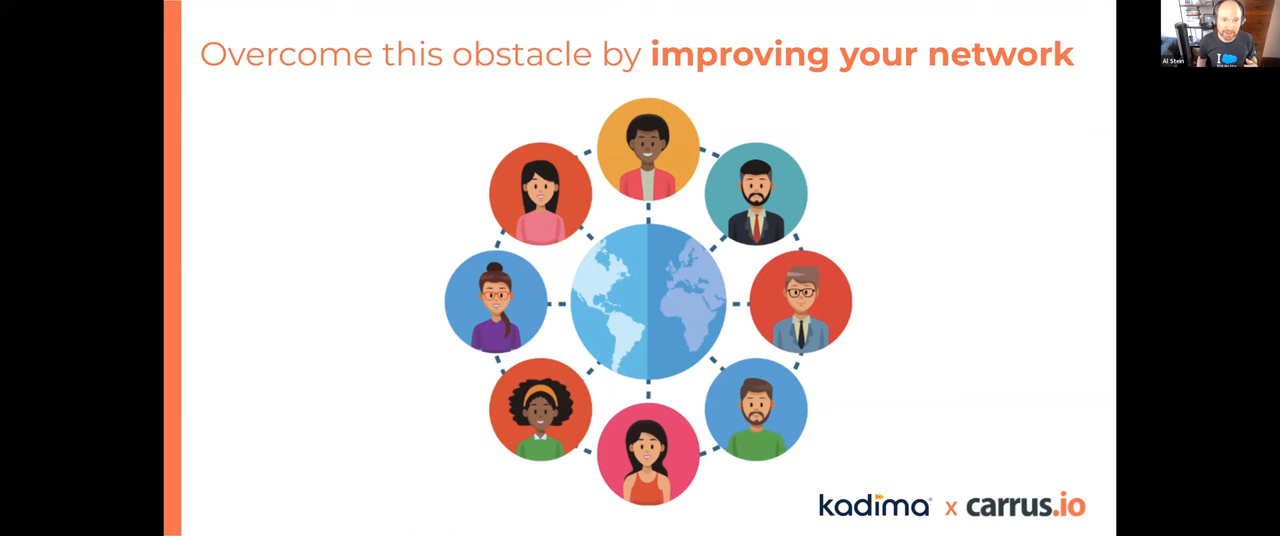 Overcome this obstacle by improving your network
Al Stein
I
kadima® x carrus.io